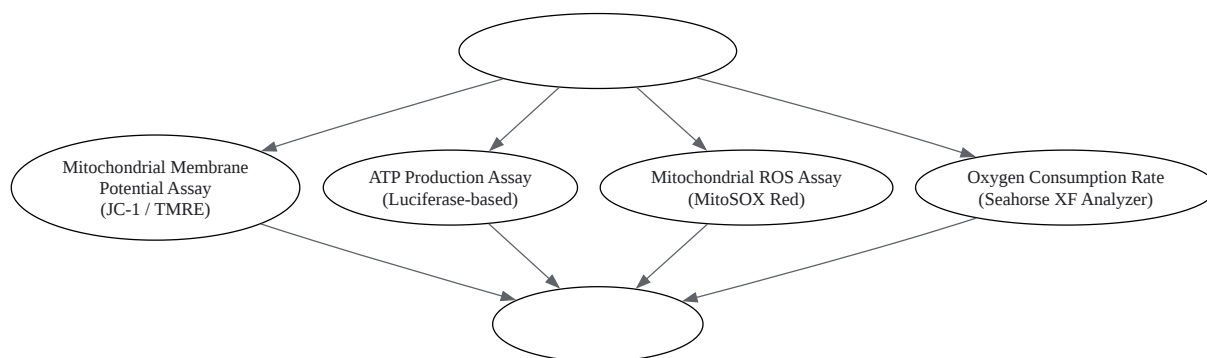 Mitochondrial Membrane
Potential Assay
(JC-1 / TMRE)
ATP Production Assay
(Luciferase-based)
Mitochondrial ROS Assay
(MitoSOX Red)
Oxygen Consumption Rate
(Seahorse XF Analyzer)